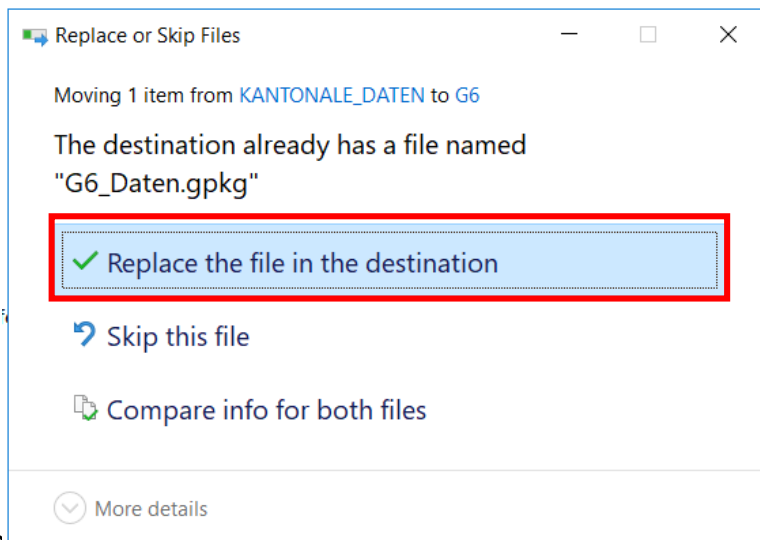 Replace or Skip Files
Moving 1 item from KANTONALE_DATEN to G6
The destination already has a file named
"G6_Daten.gpkg"
Replace the file in the destination
Skip this file
Compare info for both files
More details